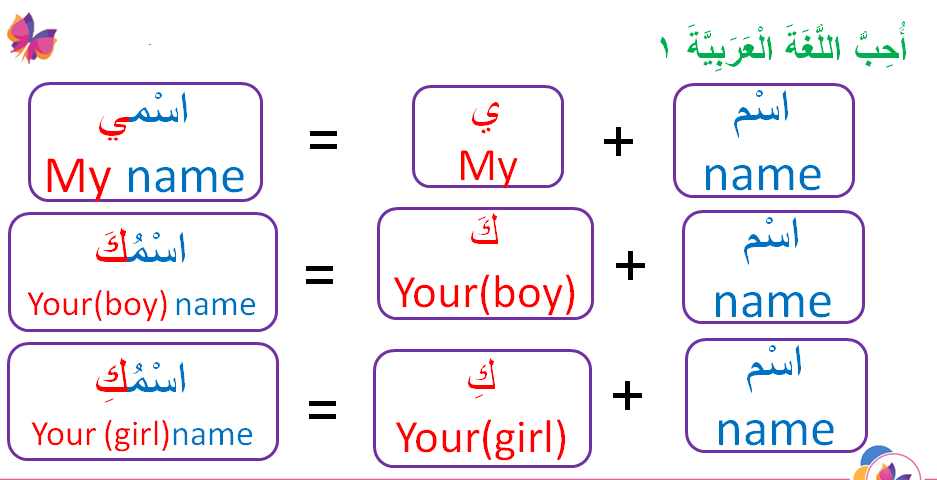 أُحِبُّ اللُّغَةَ الْعَرَبِيَّةَ ١
اسْم + ي = اسْمي
name My My name
اسْم + كَ = اسْمُكَ
name Your(boy) Your(boy) name
اسْم + كِ = اسْمُكِ
name Your(girl) Your (girl)name